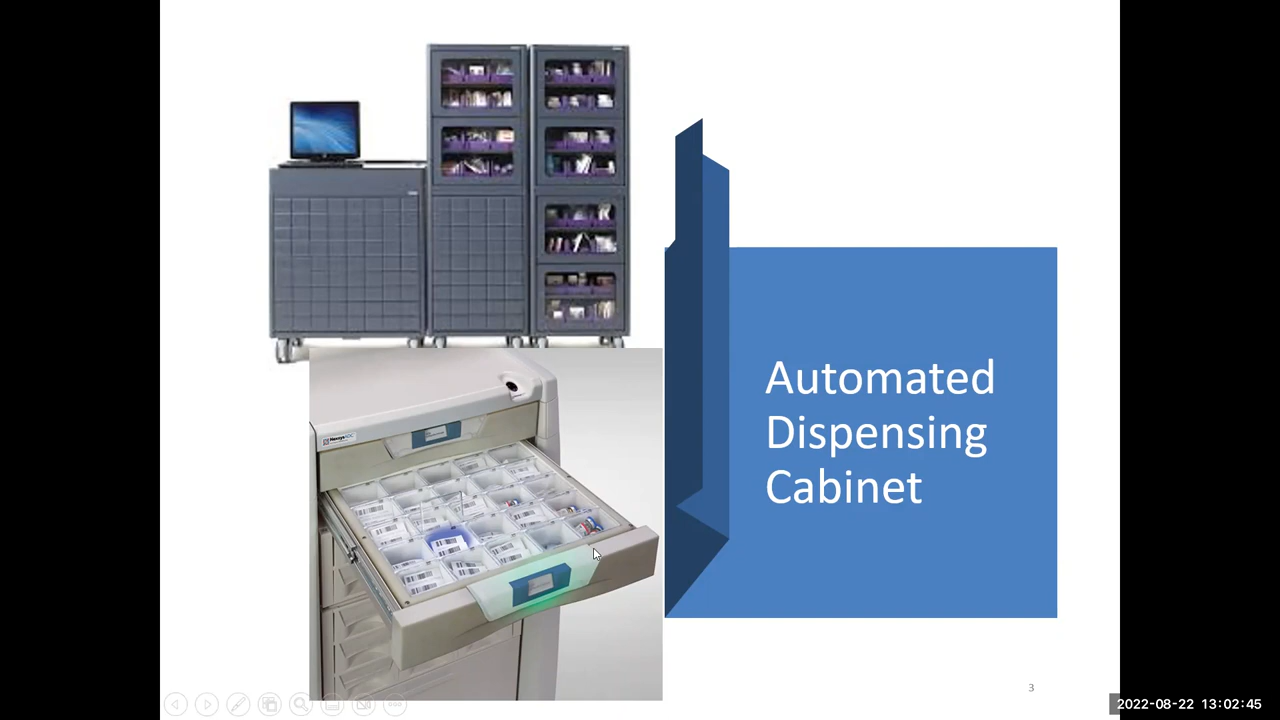 Automated
Dispensing
Cabinet
3
2022-08-22 13:02:45